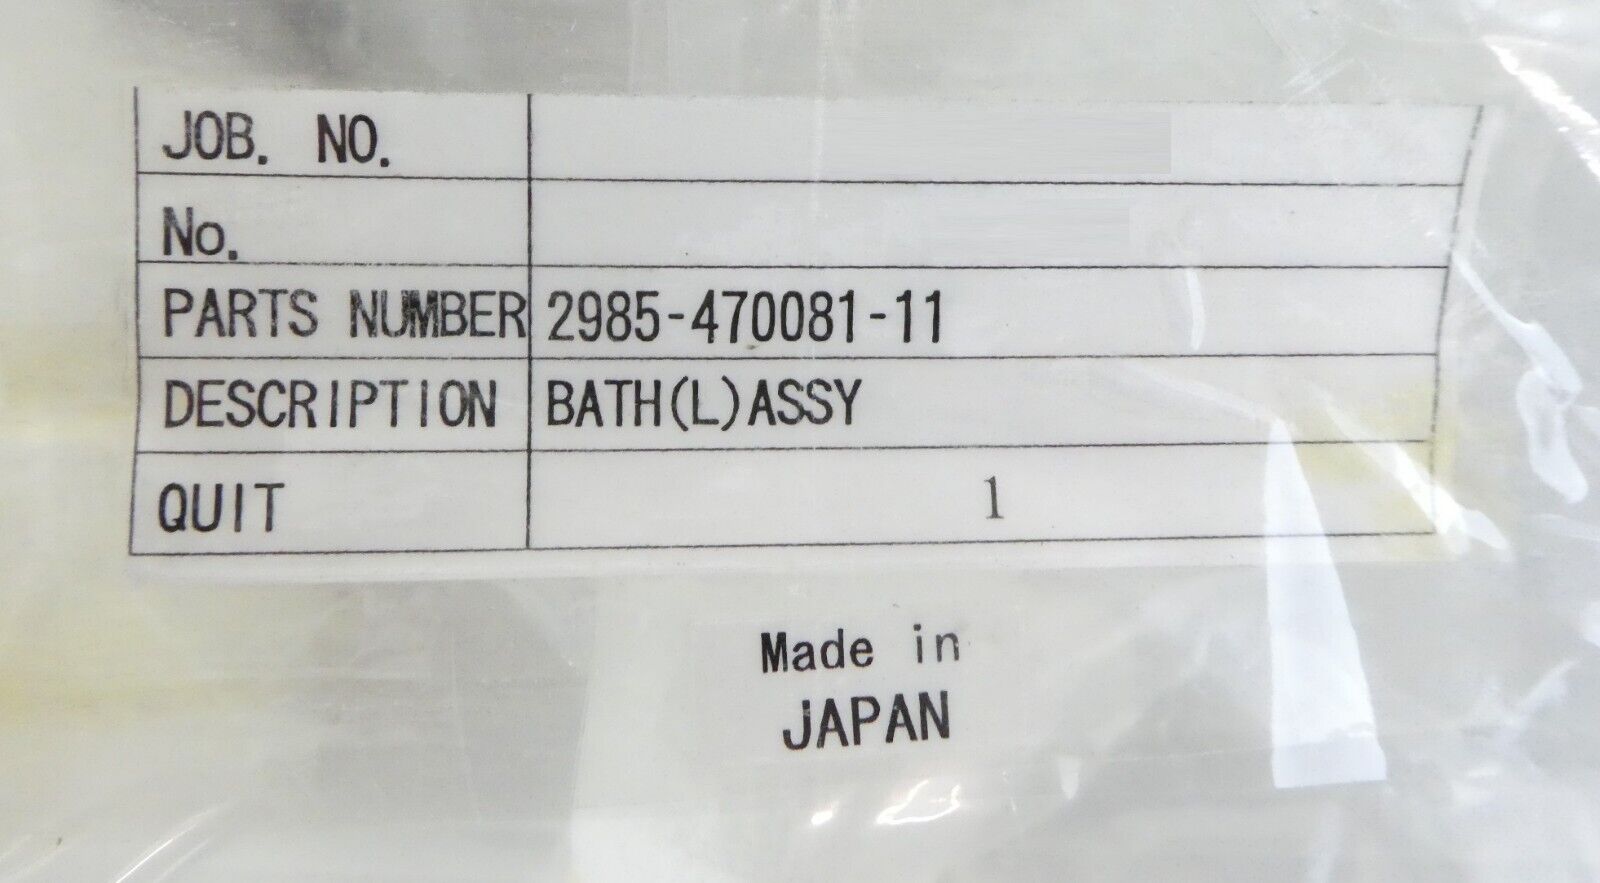 JOB. NO.
No.
PARTS NUMBER 2985-470081-11
DESCRIPTION BATH(L)ASSY
QUIT 1
Made in
JAPAN